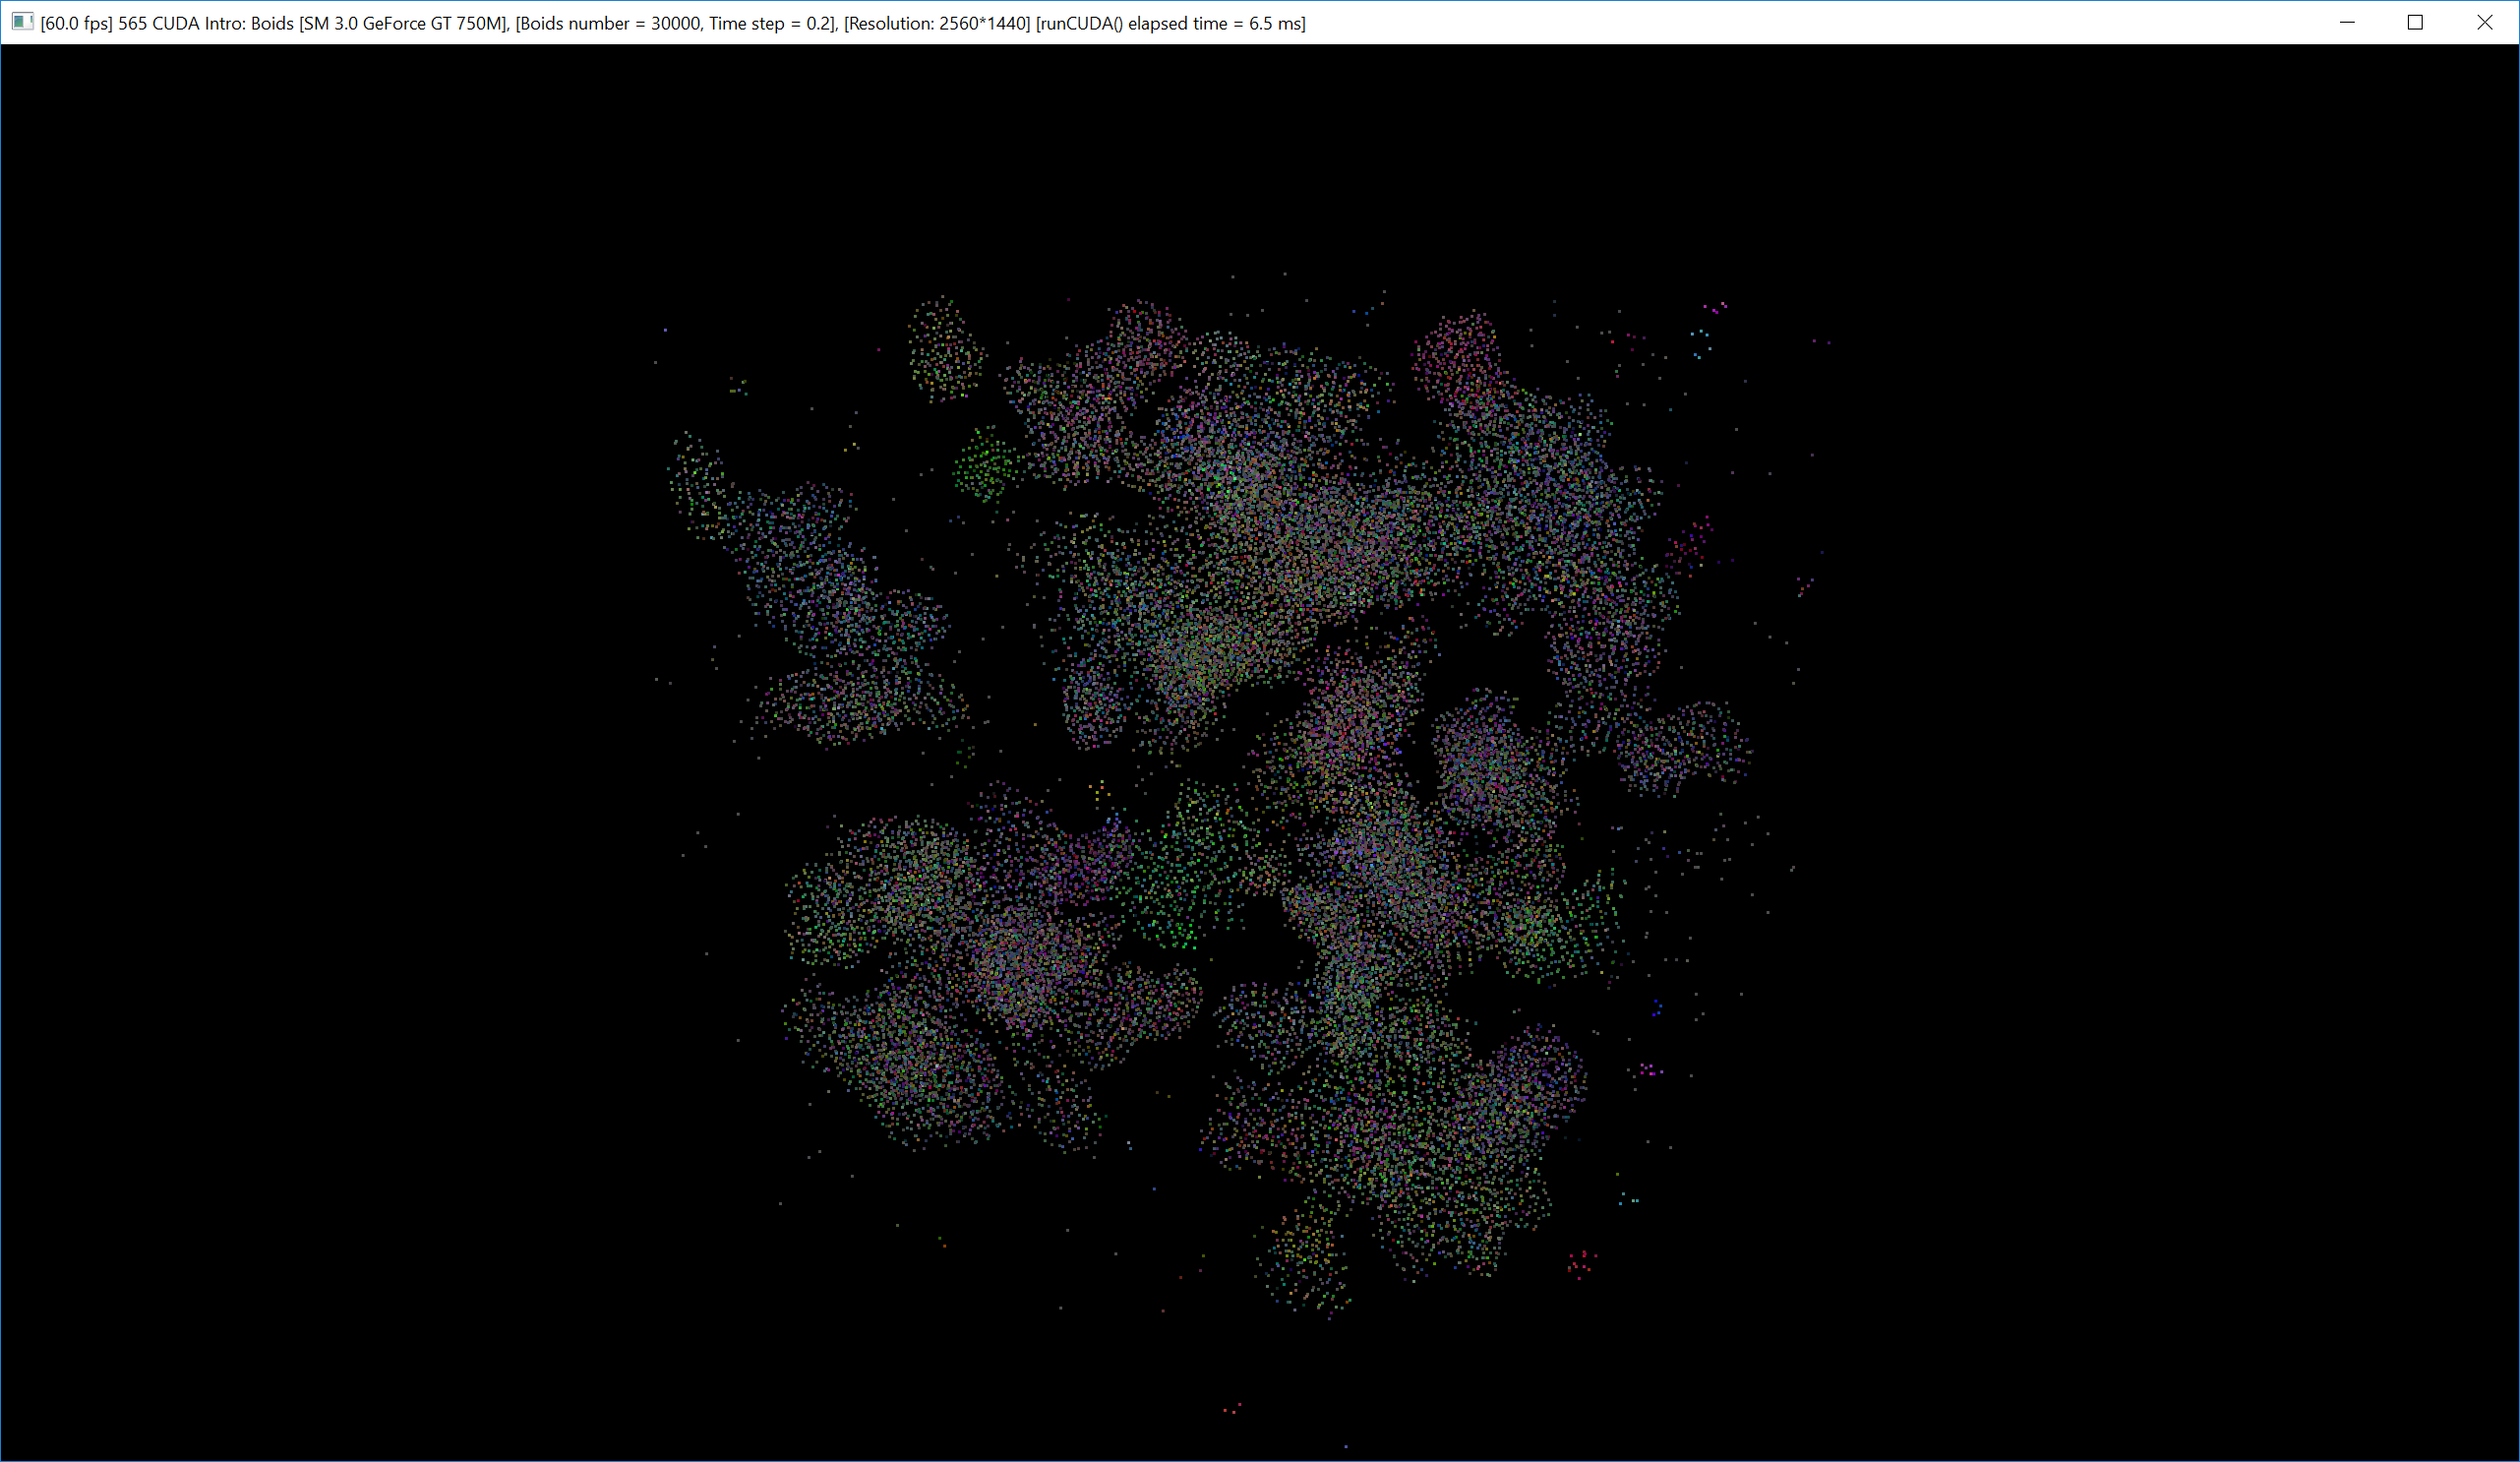 [60.0 fps] 565 CUDA Intro: Boids [SM 3.0 GeForce GT 750M], [Boids number = 30000, Time step = 0.2], [Resolution: 2560*1440] [runCUDA() elapsed time = 6.5 ms]